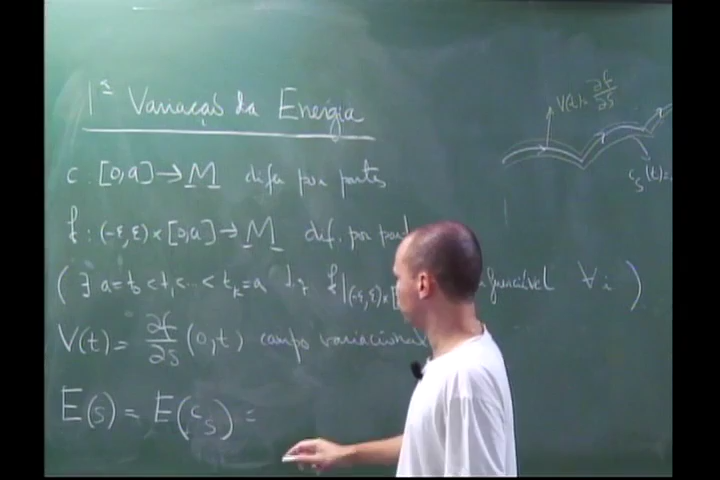 1ª Variação da Energia
c : [0,a] → M difer por partes
f : (-ε,ε) × [0,a] → M dif. por part
( ∃ a = t₀ < t₁ < ... < t_k = a t.q f|(-ε,ε)×[ ∀i )
V(t) = ∂f/∂s (0,t) campo variacional
E(s) = E(c_s) =
V(t) = ∂f/∂s
c_s(t) =